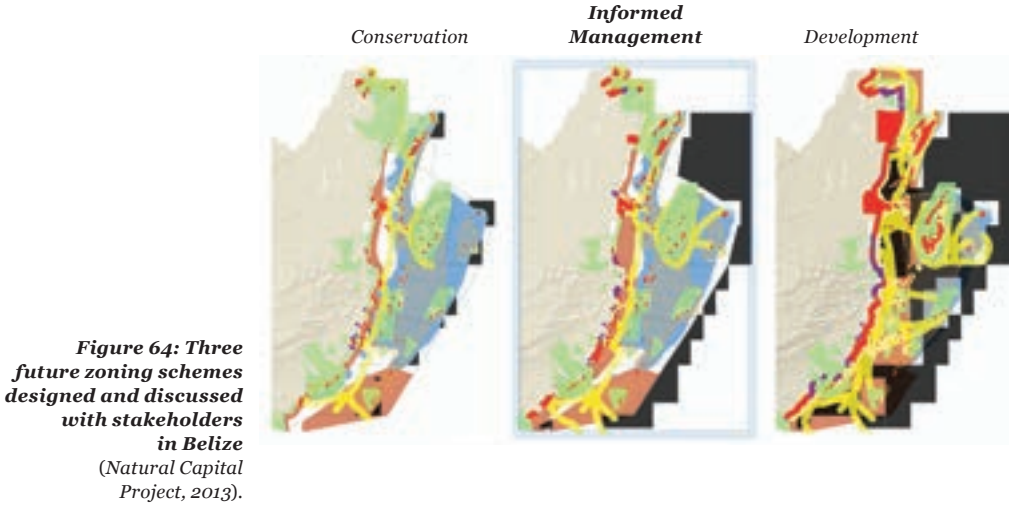 Conservation
Informed
Management
Development
Figure 64: Three
future zoning schemes
designed and discussed
with stakeholders
in Belize
(Natural Capital
Project, 2013).